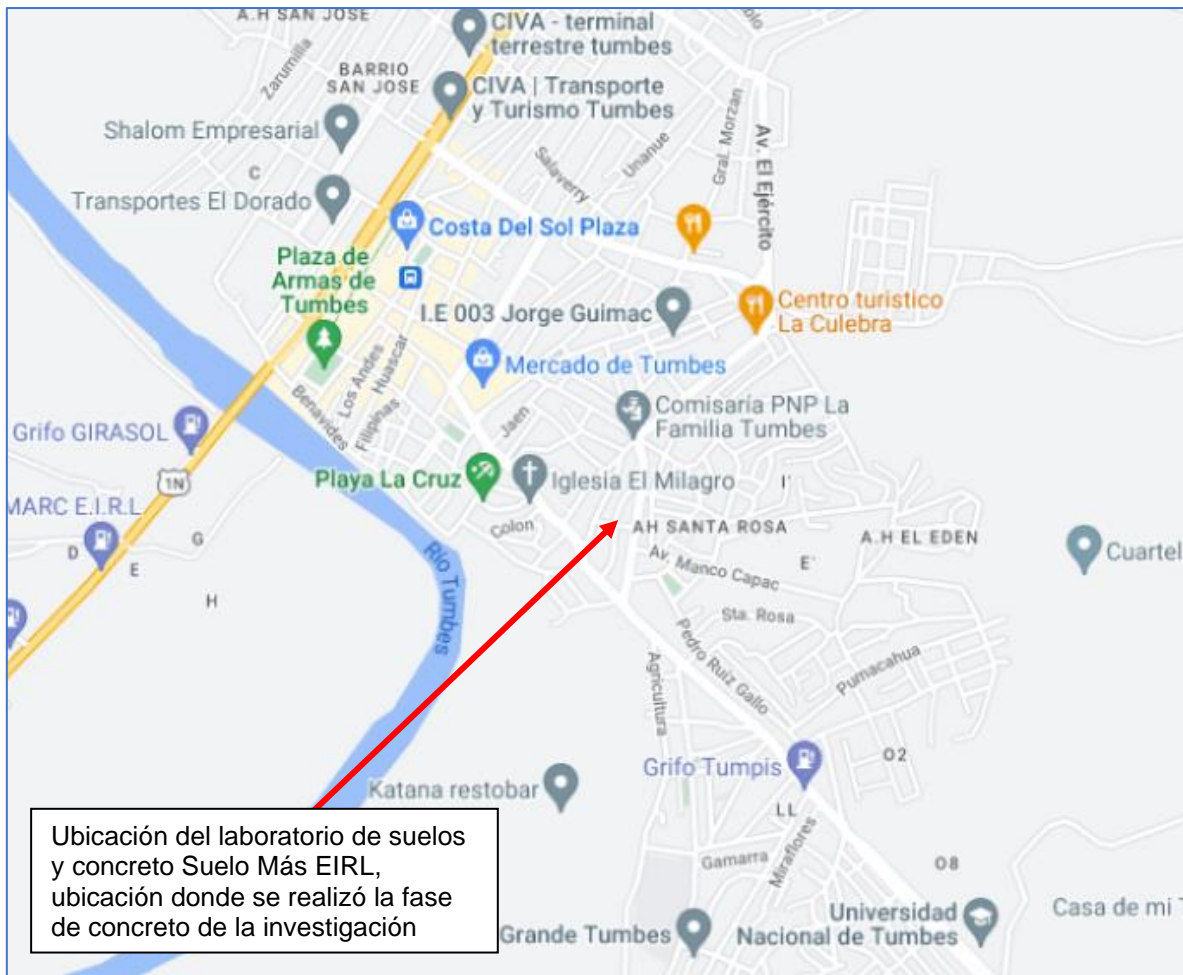 A.H SAN JOSE
CIVA - terminal
terrestre tumbes
Zarumilla
BARRIO
SAN JOSE
CIVA | Transporte
y Turismo Tumbes
Shalom Empresarial
C
Transportes El Dorado
Salaverry
Unanue
Gral. Morzan
Av. El Ejército
Costa Del Sol Plaza
Plaza de
Armas de
Tumbes
I.E 003 Jorge Guimac
Centro turistico
La Culebra
Mercado de Tumbes
Los Andes
Huascar
Benavides
Filipinas
Jaen
Comisaría PNP La
Familia Tumbes
Grifo GIRASOL
1N
Playa La Cruz
Iglesia El Milagro
I'
MARC E.I.R.L
Colon
AH SANTA ROSA
A.H EL EDEN
Cuartel
D
G
E
H
Río Tumbes
Av. Manco Capac
E'
Sta. Rosa
Pedro Ruiz Gallo
Pumacahua
Agricultura
Grifo Tumpis
O2
Katana restobar
LL
Miraflores
Gamarra
O8
Ubicación del laboratorio de suelos
y concreto Suelo Más EIRL,
ubicación donde se realizó la fase
de concreto de la investigación
Grande Tumbes
Universidad
Nacional de Tumbes
Casa de mi T